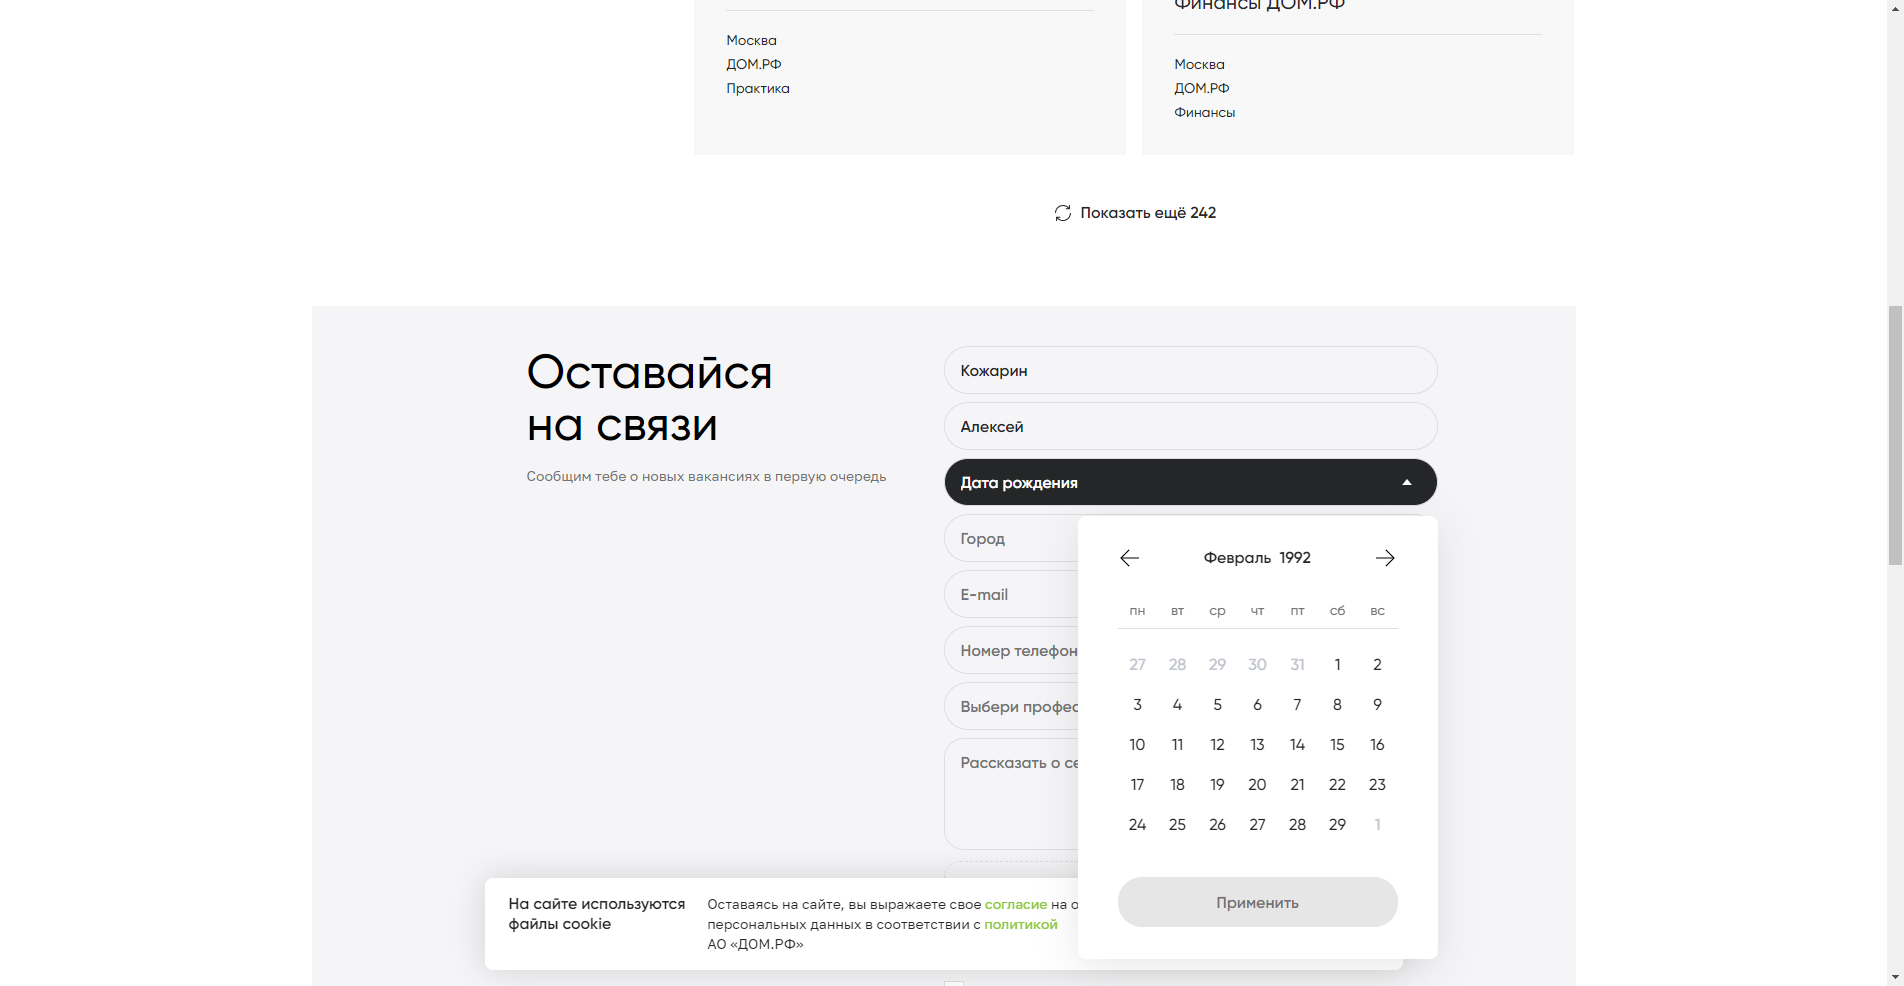 Финансы ДОМ.РФ
Москва
ДОМ.РФ
Практика
Москва
ДОМ.РФ
Финансы
Показать ещё 242
Оставайся
на связи
Сообщим тебе о новых вакансиях в первую очередь
Кожарин
Алексей
Дата рождения
Город
E-mail
Номер телефон
Выбери профес
Рассказать о се
Февраль 1992
пн вт ср чт пт сб вс
27 28 29 30 31 1 2
3 4 5 6 7 8 9
10 11 12 13 14 15 16
17 18 19 20 21 22 23
24 25 26 27 28 29 1
Применить
На сайте используются
файлы cookie
Оставаясь на сайте, вы выражаете свое согласие на о
персональных данных в соответствии с политикой
АО «ДОМ.РФ»